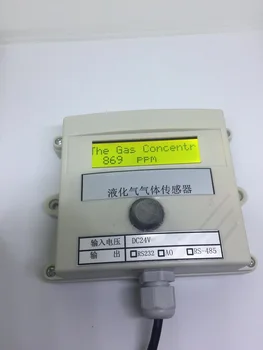 The Gas Concentr
869 PPM
液化气气体传感器
输入电压 DC24V
输 出 RS232 AO RS-485